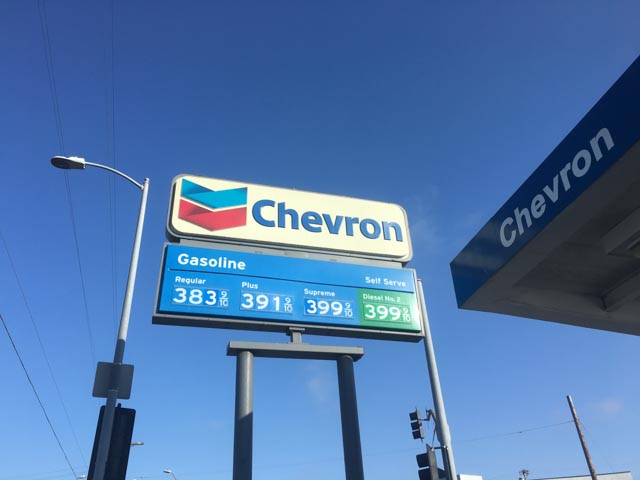 Chevron
Gasoline
Self Serve
Regular
383 9/10
Plus
391 9/10
Supreme
399 9/10
Diesel No. 2
399 9/10
Chevron